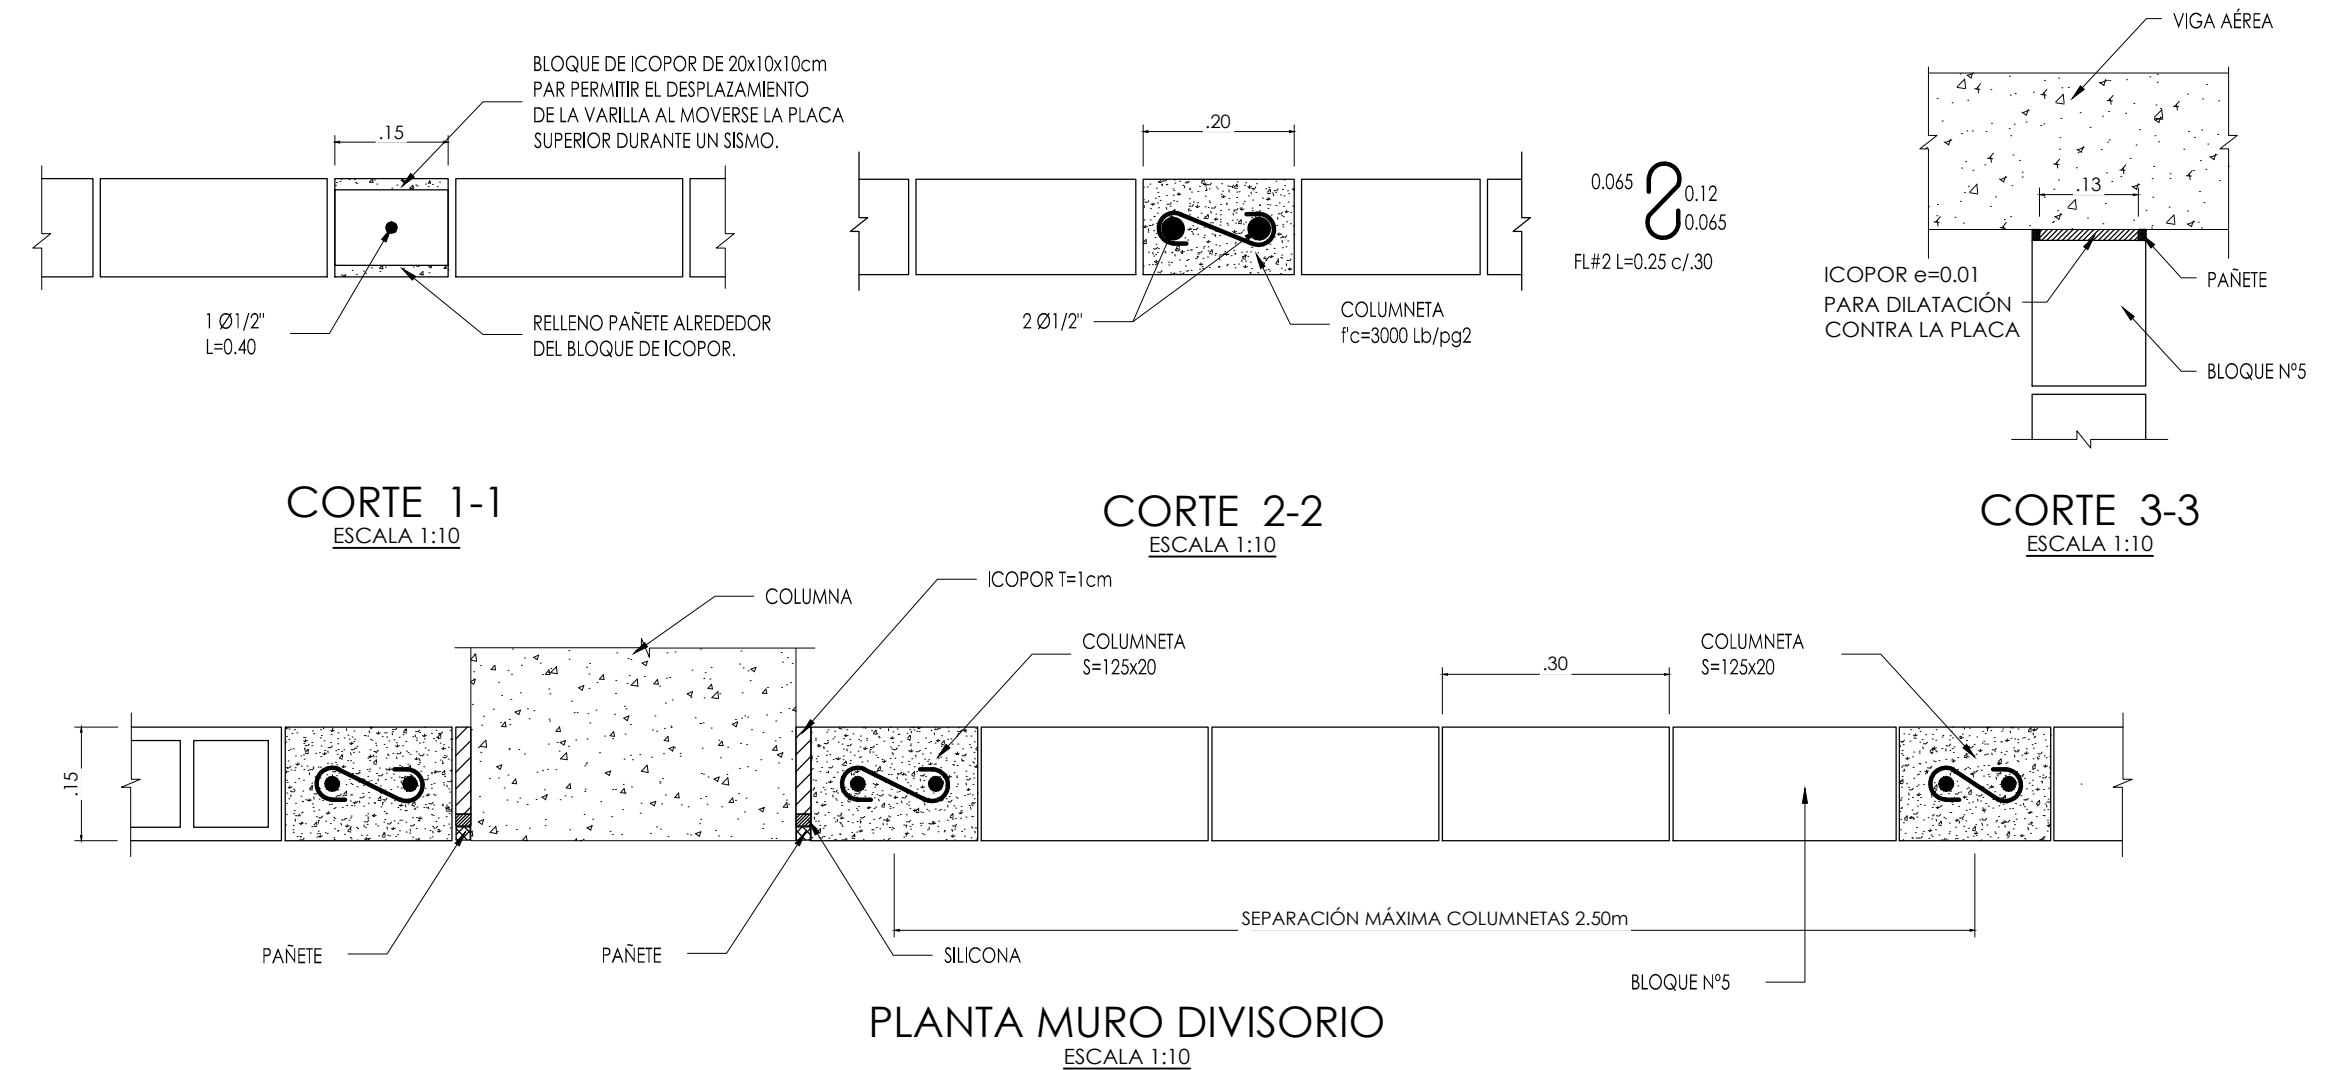 BLOQUE DE ICOPOR DE 20x10x10cm
PAR PERMITIR EL DESPLAZAMIENTO
DE LA VARILLA AL MOVERSE LA PLACA
SUPERIOR DURANTE UN SISMO.
.15
1 Ø1/2"
L=0.40
RELLENO PAÑETE ALREDEDOR
DEL BLOQUE DE ICOPOR.
CORTE 1-1
ESCALA 1:10
.20
2 Ø1/2"
COLUMNETA
f'c=3000 Lb/pg2
0.065
0.12
0.065
FL#2 L=0.25 c/.30
CORTE 2-2
ESCALA 1:10
VIGA AÉREA
.13
ICOPOR e=0.01
PARA DILATACIÓN
CONTRA LA PLACA
PAÑETE
BLOQUE Nº5
CORTE 3-3
ESCALA 1:10
COLUMNA
ICOPOR T=1cm
COLUMNETA
S=125x20
.30
COLUMNETA
S=125x20
.15
SEPARACIÓN MÁXIMA COLUMNETAS 2.50m
PAÑETE
PAÑETE
SILICONA
BLOQUE Nº5
PLANTA MURO DIVISORIO
ESCALA 1:10